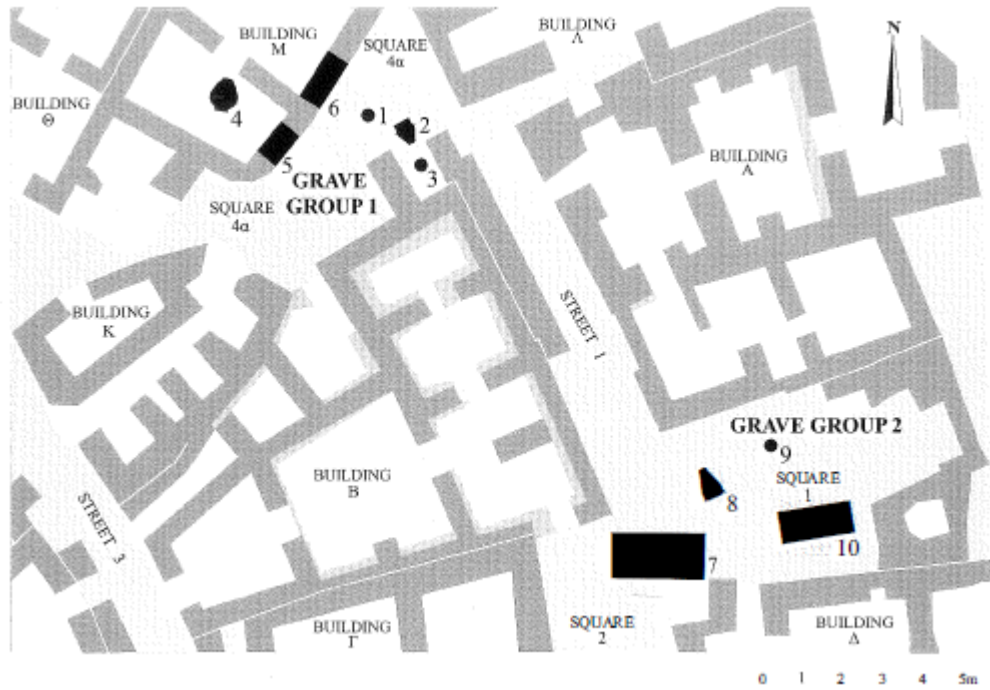 BUILDING
M
SQUARE
4α
BUILDING
Λ
N
BUILDING
Θ
4
6
1
2
3
5
GRAVE
GROUP 1
SQUARE
4α
BUILDING
A
BUILDING
K
STREET 1
GRAVE GROUP 2
9
SQUARE
1
8
BUILDING
B
STREET 3
7
10
BUILDING
Γ
SQUARE
2
BUILDING
Δ
0 1 2 3 4 5m